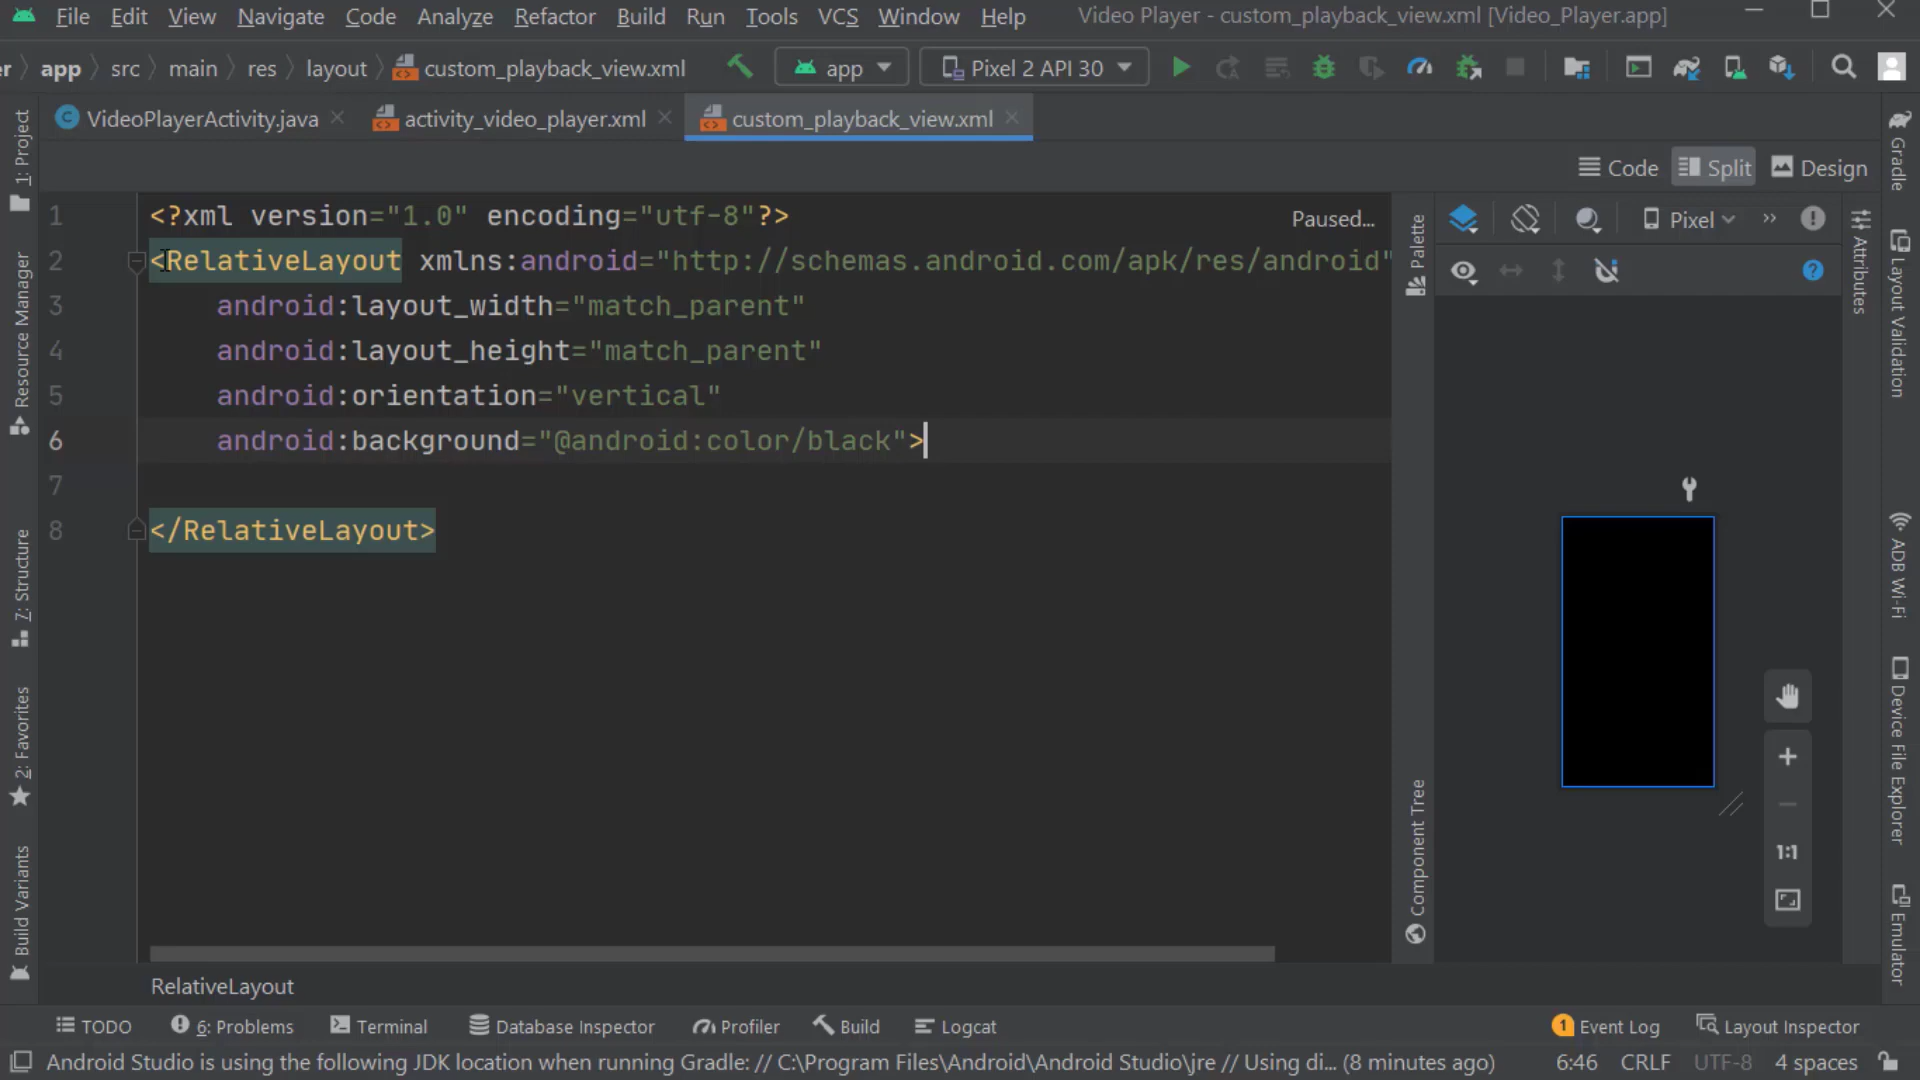 File Edit View Navigate Code Analyze Refactor Build Run Tools VCS Window Help Video Player - custom_playback_view.xml [Video_Player.app]
er app src main res layout custom_playback_view.xml app Pixel 2 API 30
VideoPlayerActivity.java activity_video_player.xml custom_playback_view.xml
Code Split Design
1 <?xml version="1.0" encoding="utf-8"?> Paused...
2 <RelativeLayout xmlns:android="http://schemas.android.com/apk/res/android"
3 android:layout_width="match_parent"
4 android:layout_height="match_parent"
5 android:orientation="vertical"
6 android:background="@android:color/black">
7
8 </RelativeLayout>
Pixel
1:1
RelativeLayout
1: Project
Resource Manager
7: Structure
2: Favorites
Build Variants
Palette
Component Tree
Attributes
Gradle
Layout Validation
ADB Wi-Fi
Device File Explorer
Emulator
TODO 6: Problems Terminal Database Inspector Profiler Build Logcat 1 Event Log Layout Inspector
Android Studio is using the following JDK location when running Gradle: // C:\Program Files\Android\Android Studio\jre // Using di... (8 minutes ago) 6:46 CRLF UTF-8 4 spaces